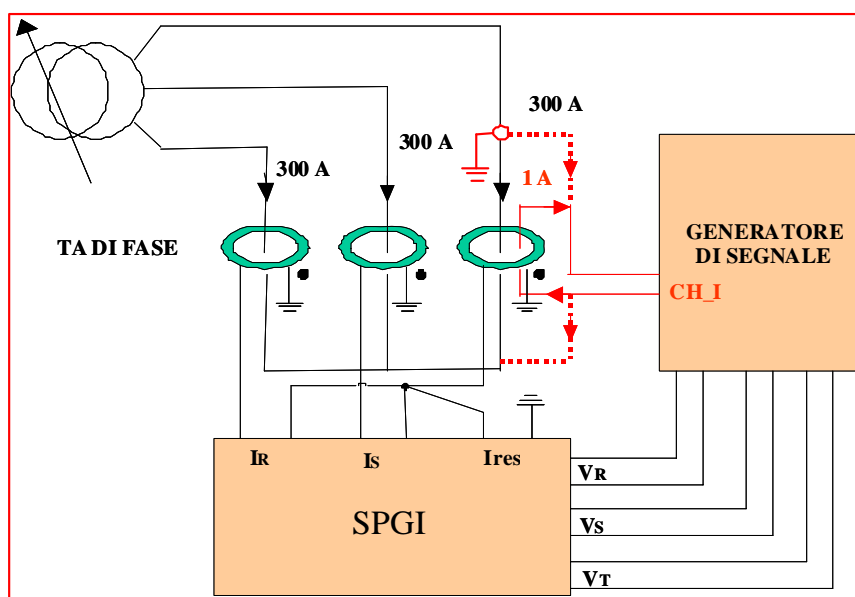 300 A
300 A
300 A
1 A
TA DI FASE
GENERATORE
DI SEGNALE
CH_I
IR
IS
Ires
SPGI
VR
VS
VT